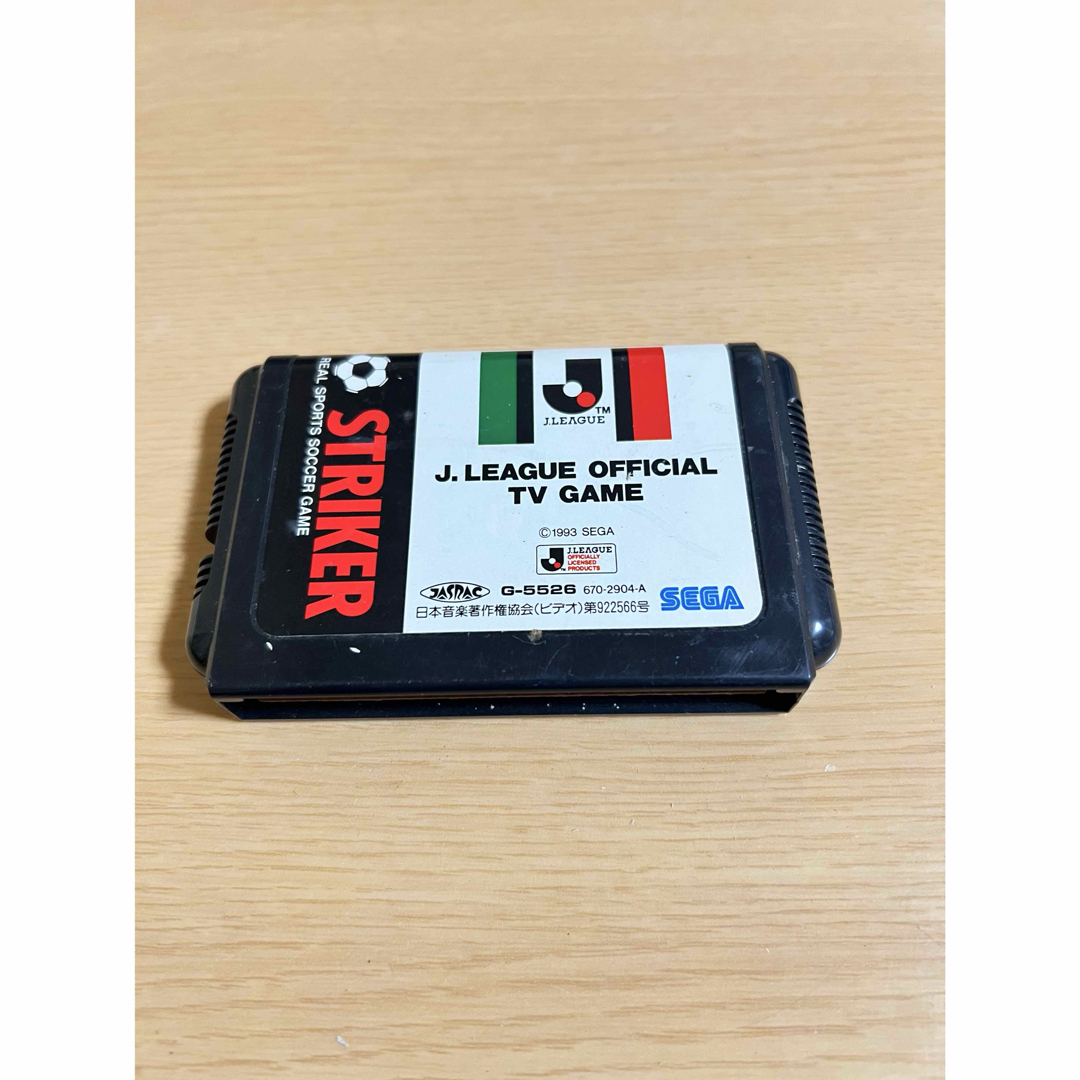 REAL SPORTS SOCCER GAME
STRIKER
TM
J.LEAGUE
J. LEAGUE OFFICIAL
TV GAME
©1993 SEGA
J.LEAGUE
OFFICIALLY
LICENSED
PRODUCTS
TM
JASRAC G-5526 670-2904-A
日本音楽著作権協会(ビデオ)第922566号
SEGA